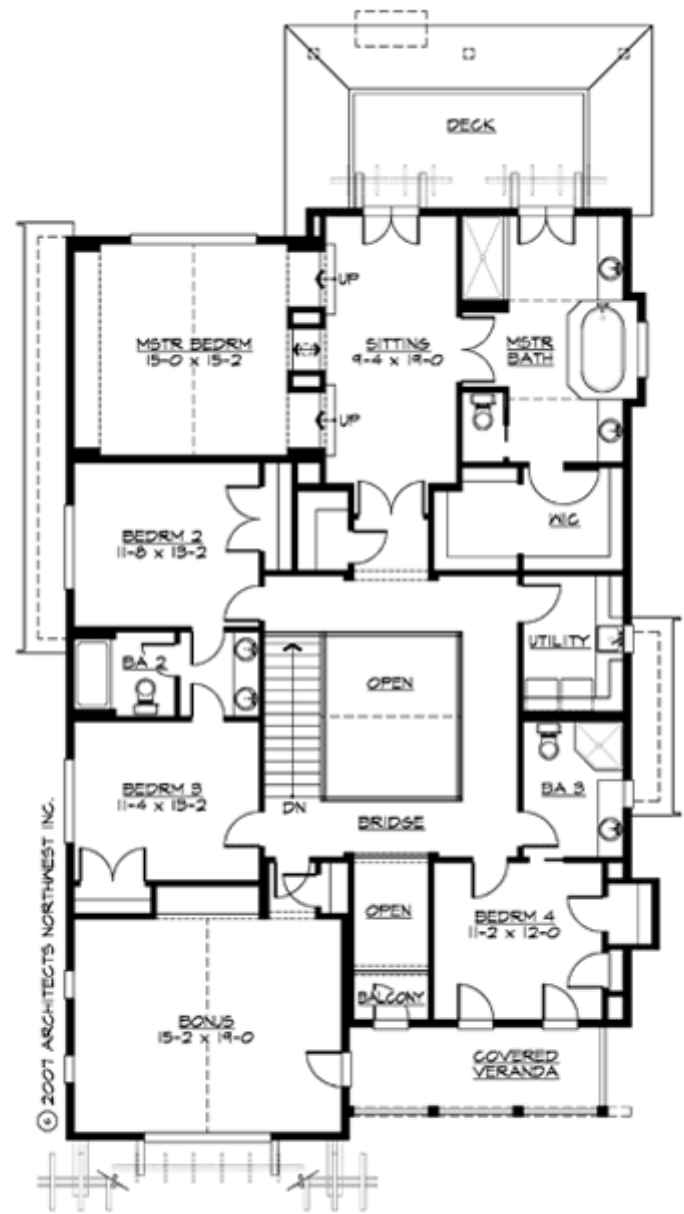 DECK
UP
MSTR BEDRM
15-0 x 15-2
SITTING
9-4 x 19-0
MSTR
BATH
UP
BEDRM 2
11-8 x 13-2
WIC
UTILITY
BA 2
OPEN
BEDRM 3
11-4 x 13-2
BA 3
DN
BRIDGE
OPEN
BEDRM 4
11-2 x 12-0
BALCONY
BONUS
15-2 x 19-0
COVERED
VERANDA
© 2007 ARCHITECTS NORTHWEST INC.